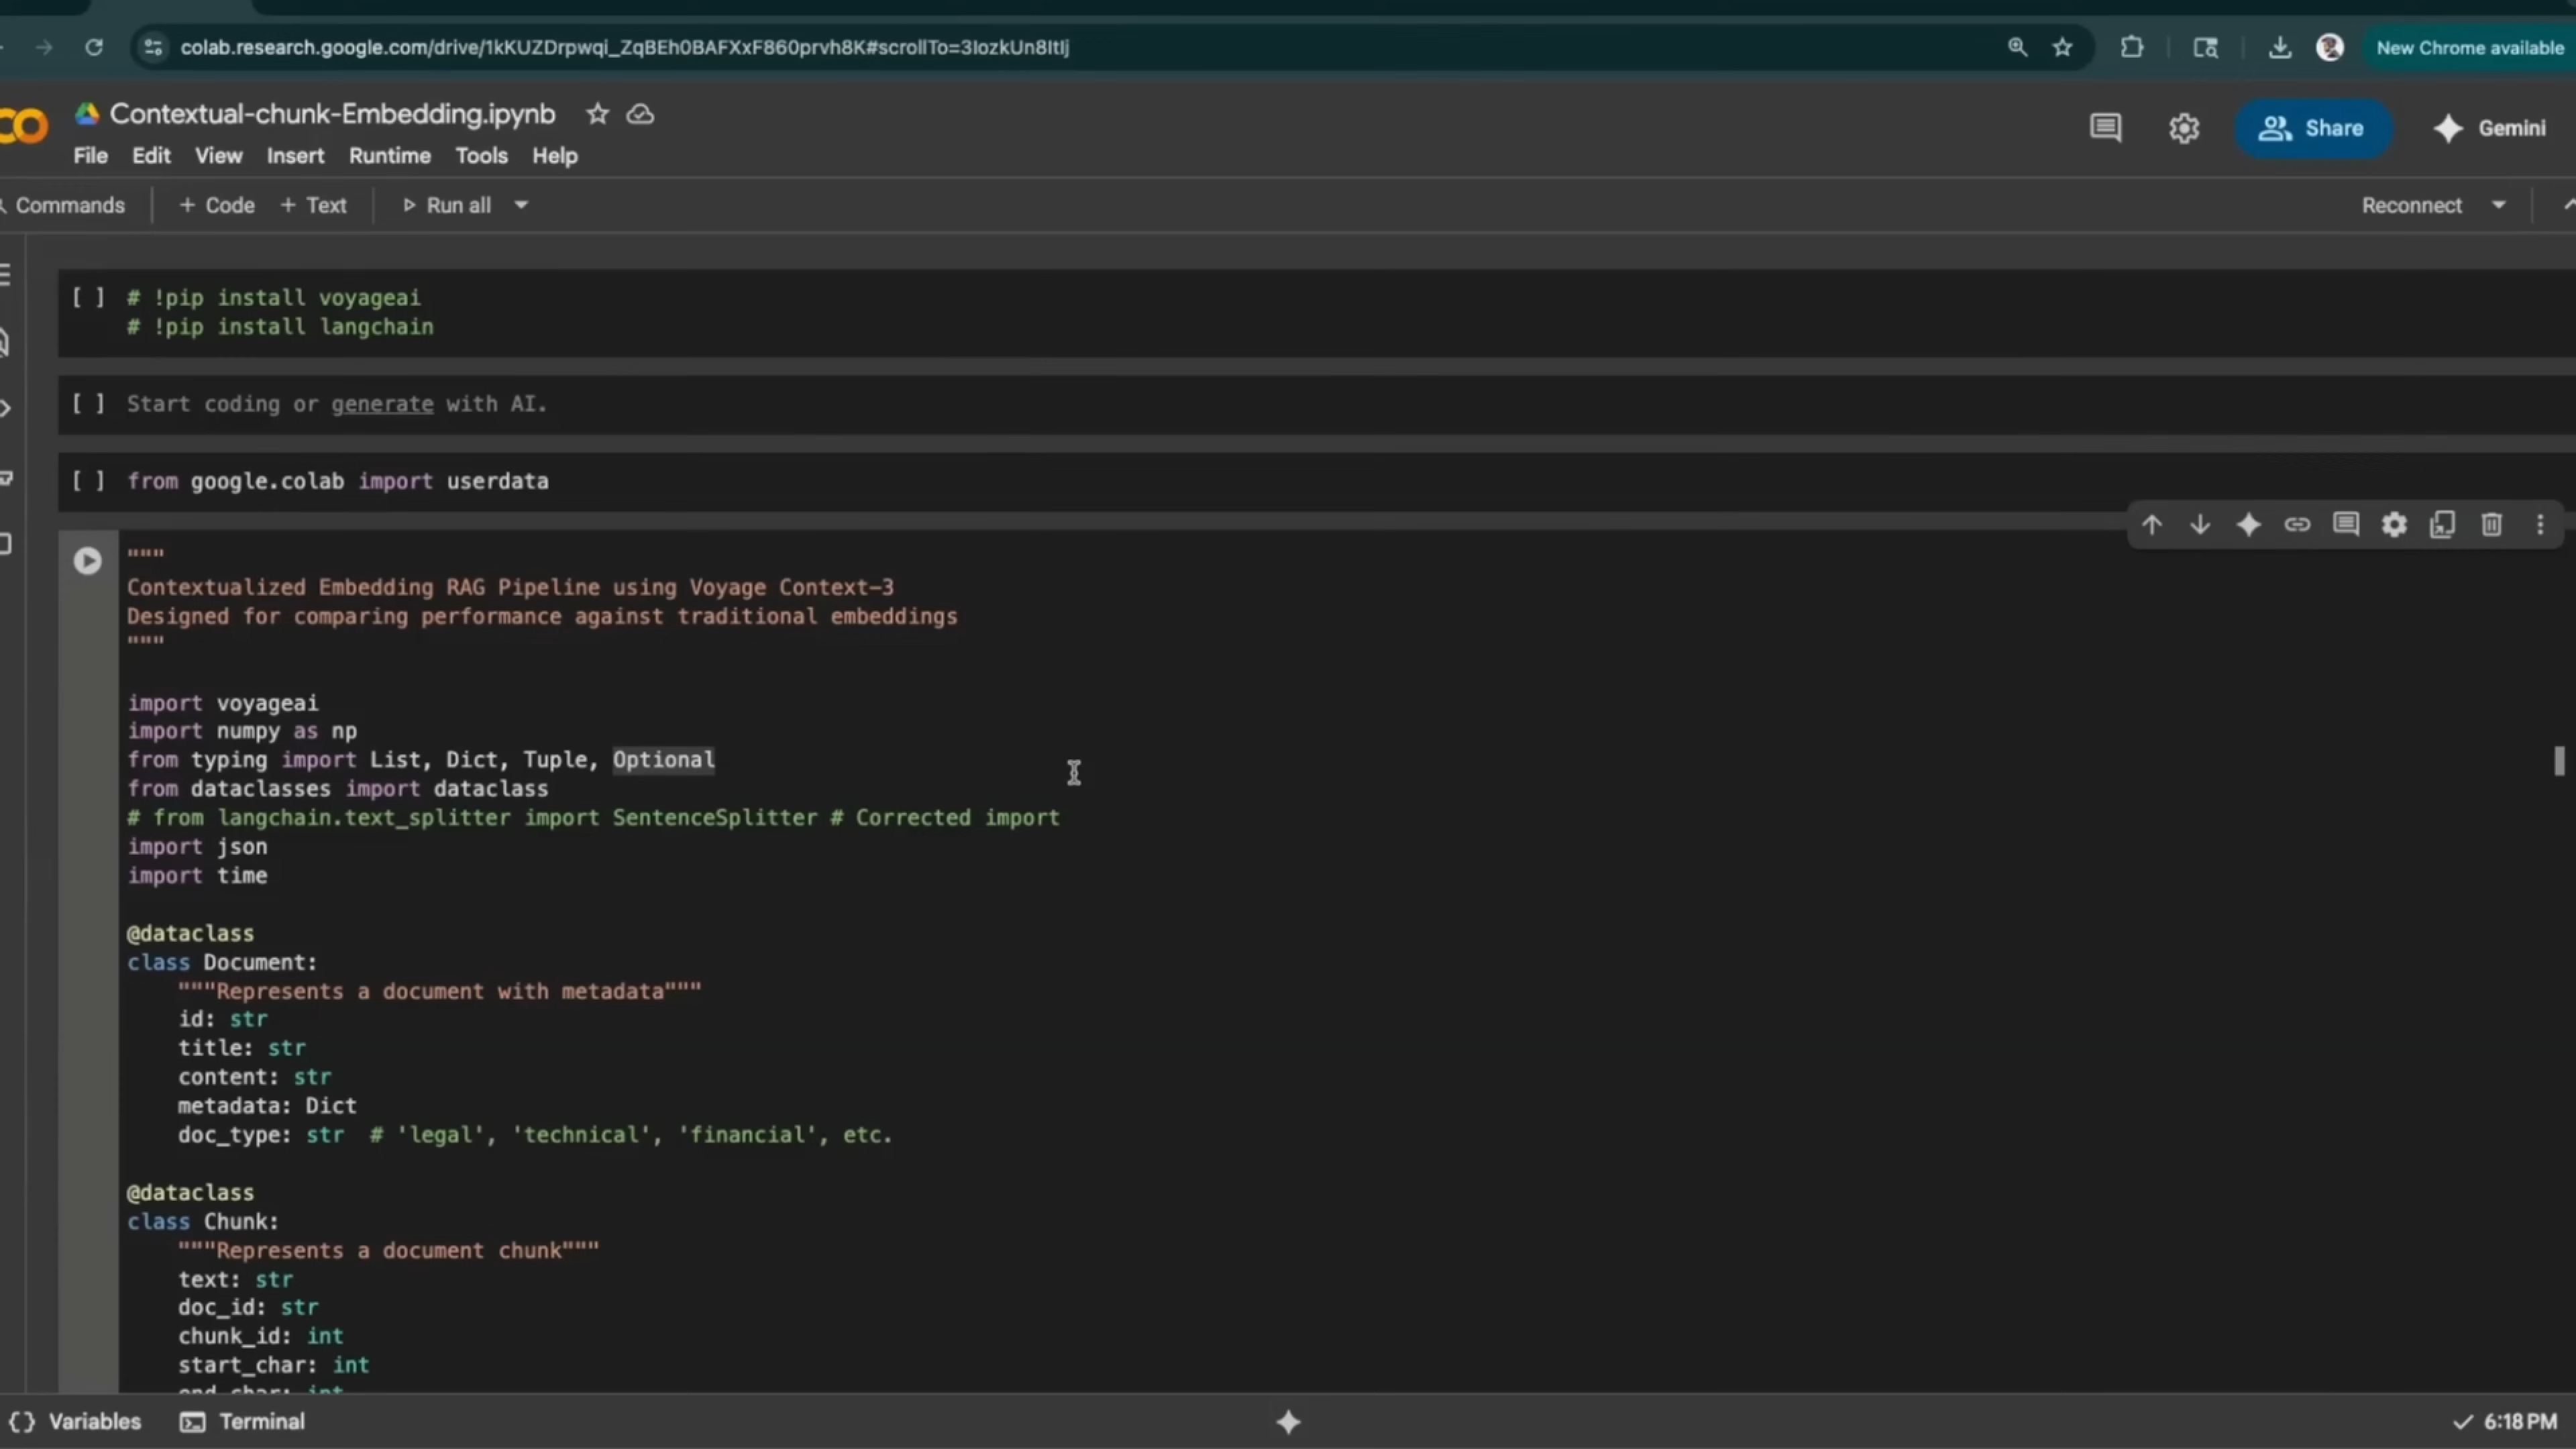 colab.research.google.com/drive/1kKUZDrpwqi_ZqBEh0BAFXxF860prvh8K#scrollTo=3IozkUn8ItIj
New Chrome available
Contextual-chunk-Embedding.ipynb
File Edit View Insert Runtime Tools Help
Share
Gemini
Commands + Code + Text Run all
Reconnect
[ ] # !pip install voyageai
# !pip install langchain
[ ] Start coding or generate with AI.
[ ] from google.colab import userdata
"""
Contextualized Embedding RAG Pipeline using Voyage Context-3
Designed for comparing performance against traditional embeddings
"""
import voyageai
import numpy as np
from typing import List, Dict, Tuple, Optional
from dataclasses import dataclass
# from langchain.text_splitter import SentenceSplitter # Corrected import
import json
import time
@dataclass
class Document:
"""Represents a document with metadata"""
id: str
title: str
content: str
metadata: Dict
doc_type: str # 'legal', 'technical', 'financial', etc.
@dataclass
class Chunk:
"""Represents a document chunk"""
text: str
doc_id: str
chunk_id: int
start_char: int
end_char: int
{} Variables Terminal
6:18 PM